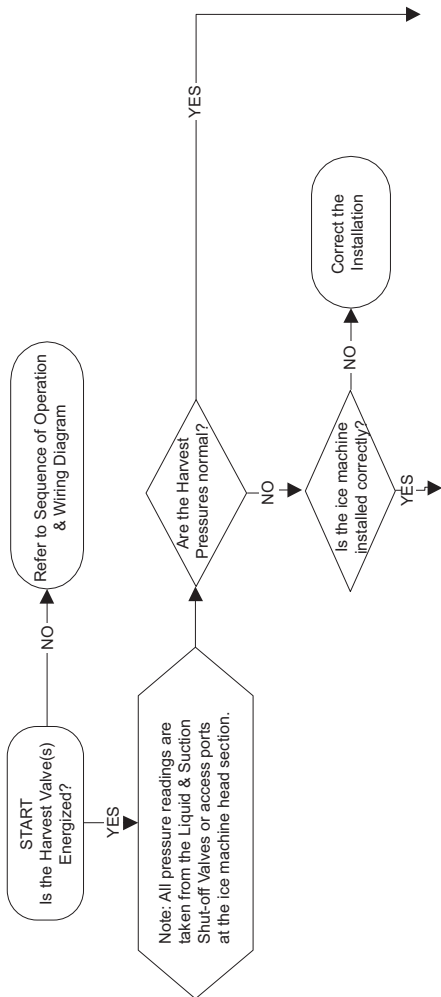 START
Is the Harvest Valve(s)
Energized?
NO
Refer to Sequence of Operation
& Wiring Diagram
YES
Note: All pressure readings are
taken from the Liquid & Suction
Shut-off Valves or access ports
at the ice machine head section.
Are the Harvest
Pressures normal?
YES
NO
Is the ice machine
installed correctly?
NO
Correct the
Installation
YES